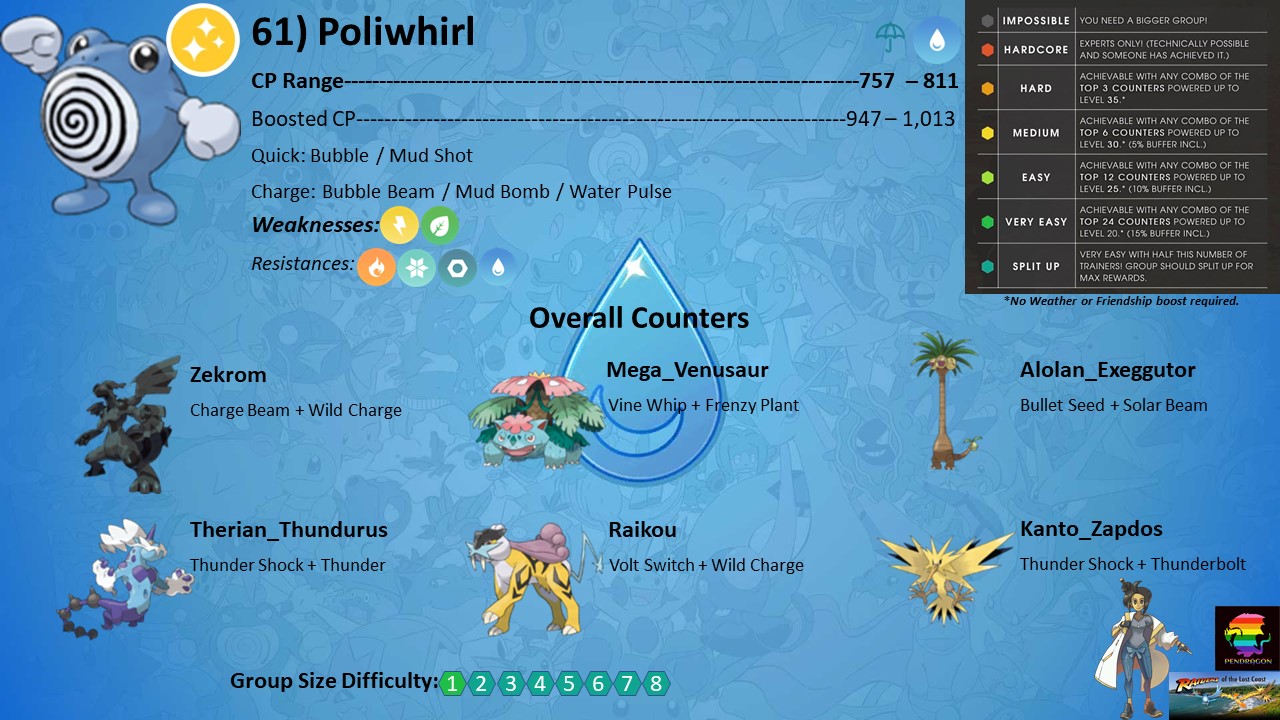 61) Poliwhirl
CP Range--------------------------------------------------------------------------757 – 811
Boosted CP----------------------------------------------------------------------947 – 1,013
Quick: Bubble / Mud Shot
Charge: Bubble Beam / Mud Bomb / Water Pulse
Weaknesses:
Resistances:
IMPOSSIBLE YOU NEED A BIGGER GROUP!
HARDCORE EXPERTS ONLY! (TECHNICALLY POSSIBLE
AND SOMEONE HAS ACHIEVED IT.)
HARD ACHIEVABLE WITH ANY COMBO OF THE
TOP 3 COUNTERS POWERED UP TO
LEVEL 35.*
MEDIUM ACHIEVABLE WITH ANY COMBO OF THE
TOP 6 COUNTERS POWERED UP TO
LEVEL 30.* (5% BUFFER INCL.)
EASY ACHIEVABLE WITH ANY COMBO OF THE
TOP 12 COUNTERS POWERED UP TO
LEVEL 25.* (10% BUFFER INCL.)
VERY EASY ACHIEVABLE WITH ANY COMBO OF THE
TOP 24 COUNTERS POWERED UP TO
LEVEL 20.* (15% BUFFER INCL.)
SPLIT UP VERY EASY WITH HALF THIS NUMBER OF
TRAINERS! GROUP SHOULD SPLIT UP FOR
MAX REWARDS.
*No Weather or Friendship boost required.
Overall Counters
Zekrom
Charge Beam + Wild Charge
Mega_Venusaur
Vine Whip + Frenzy Plant
Alolan_Exeggutor
Bullet Seed + Solar Beam
Therian_Thundurus
Thunder Shock + Thunder
Raikou
Volt Switch + Wild Charge
Kanto_Zapdos
Thunder Shock + Thunderbolt
Group Size Difficulty: 1 2 3 4 5 6 7 8
PENDRAGON
RAIDERS of the Lost Coast